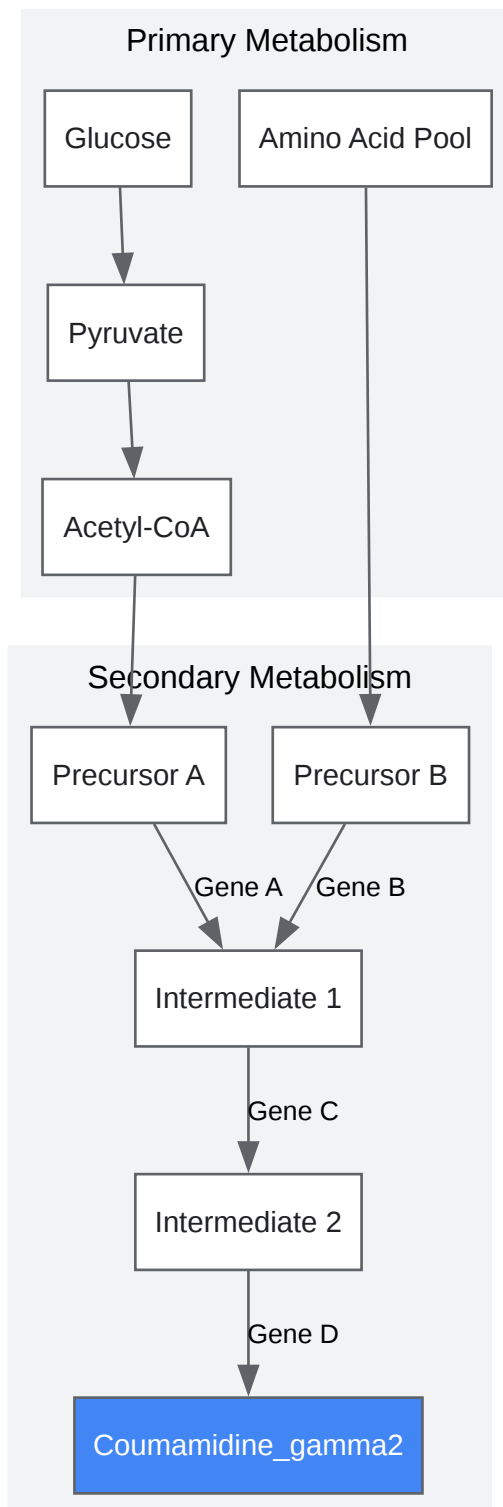 Primary Metabolism
Glucose
Amino Acid Pool
Pyruvate
Acetyl-CoA
Secondary Metabolism
Precursor A
Precursor B
Gene A
Gene B
Intermediate 1
Gene C
Intermediate 2
Gene D
Coumamidine_gamma2